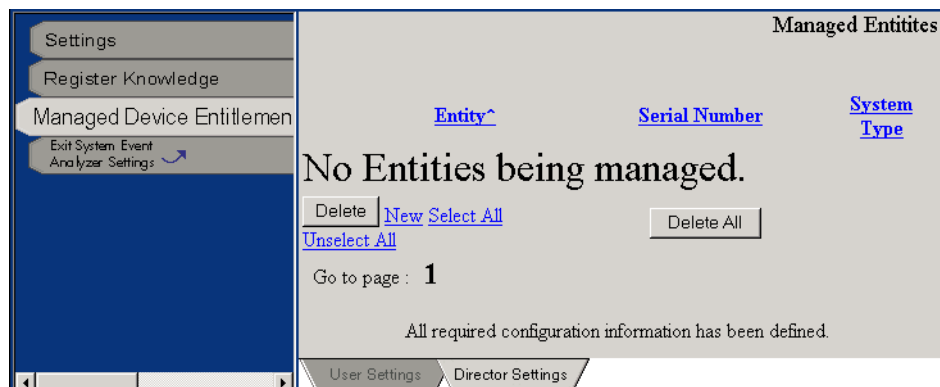 Settings
Register Knowledge
Managed Device Entitlemen
Exit System Event
Analyzer Settings
Managed Entitites
Entity^ Serial Number System
Type
No Entities being managed.
Delete New Select All Delete All
Unselect All
Go to page : 1
All required configuration information has been defined.
User Settings Director Settings